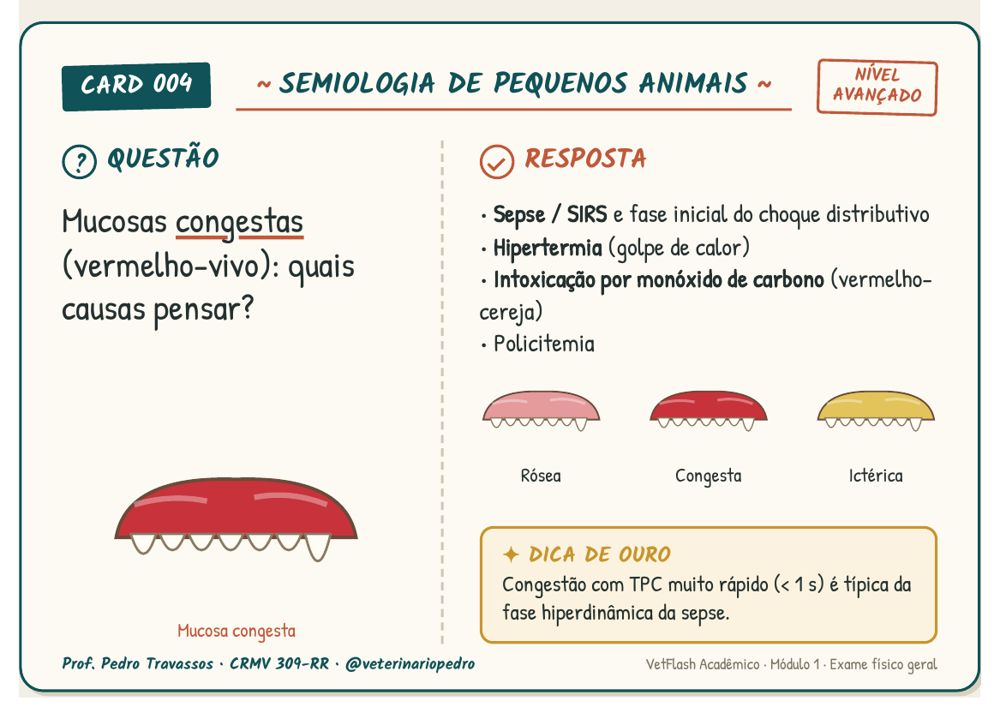 CARD 004
~ SEMIOLOGIA DE PEQUENOS ANIMAIS ~
NÍVEL
AVANÇADO
? QUESTÃO
Mucosas congestas
(vermelho-vivo): quais
causas pensar?
Mucosa congesta
RESPOSTA
· Sepse / SIRS e fase inicial do choque distributivo
· Hipertermia (golpe de calor)
· Intoxicação por monóxido de carbono (vermelho-
cereja)
· Policitemia
Rósea
Congesta
Ictérica
✦ DICA DE OURO
Congestão com TPC muito rápido (< 1 s) é típica da
fase hiperdinâmica da sepse.
Prof. Pedro Travassos · CRMV 309-RR · @veterinariopedro
VetFlash Acadêmico · Módulo 1 · Exame físico geral